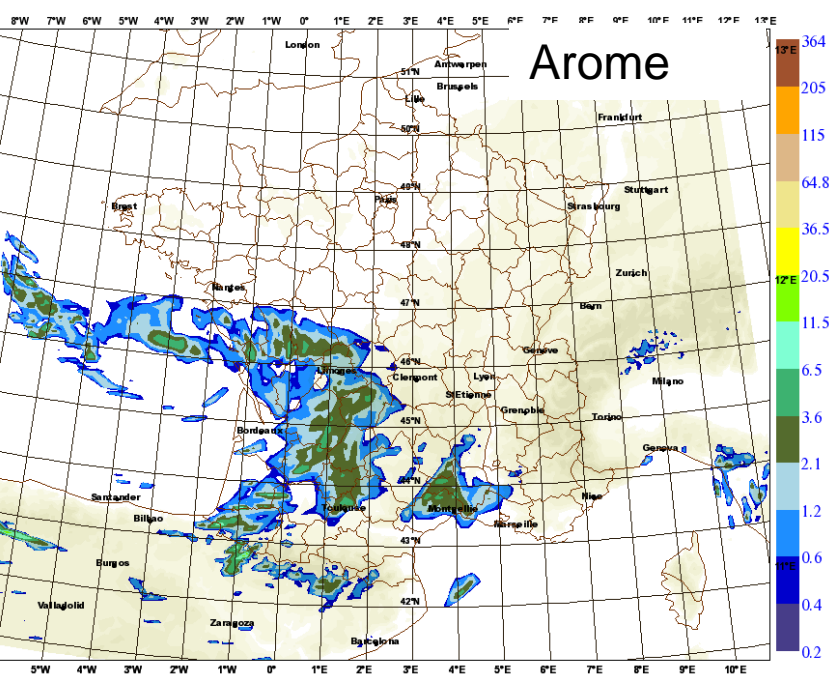 8°W 7°W 6°W 5°W 4°W 3°W 2°W 1°W 0° 1°E 2°E 3°E 4°E 5°E 6°E 7°E 8°E 9°E 10°E 11°E 12°E 13°E
Arome
London
13°E
364
51°N
Antwerpen
Brussels
205
Lille
Frankfurt
50°N
115
49°N
Stuttgart
64.8
Paris
Brest
Strasbourg
36.5
48°N
Zurich
12°E
20.5
Nantes
47°N
Bern
11.5
Genève
46°N
6.5
Limoges
Clermont
Lyon
Milano
StEtienne
Grenoble
3.6
45°N
Torino
Bordeaux
Genova
2.1
44°N
Santander
Nice
Toulouse
Montpellier
1.2
Bilbao
Marseille
43°N
0.6
Burgos
11°E
42°N
0.4
Valladolid
Zaragoza
Barcelona
0.2
5°W 4°W 3°W 2°W 1°W 0° 1°E 2°E 3°E 4°E 5°E 6°E 7°E 8°E 9°E 10°E